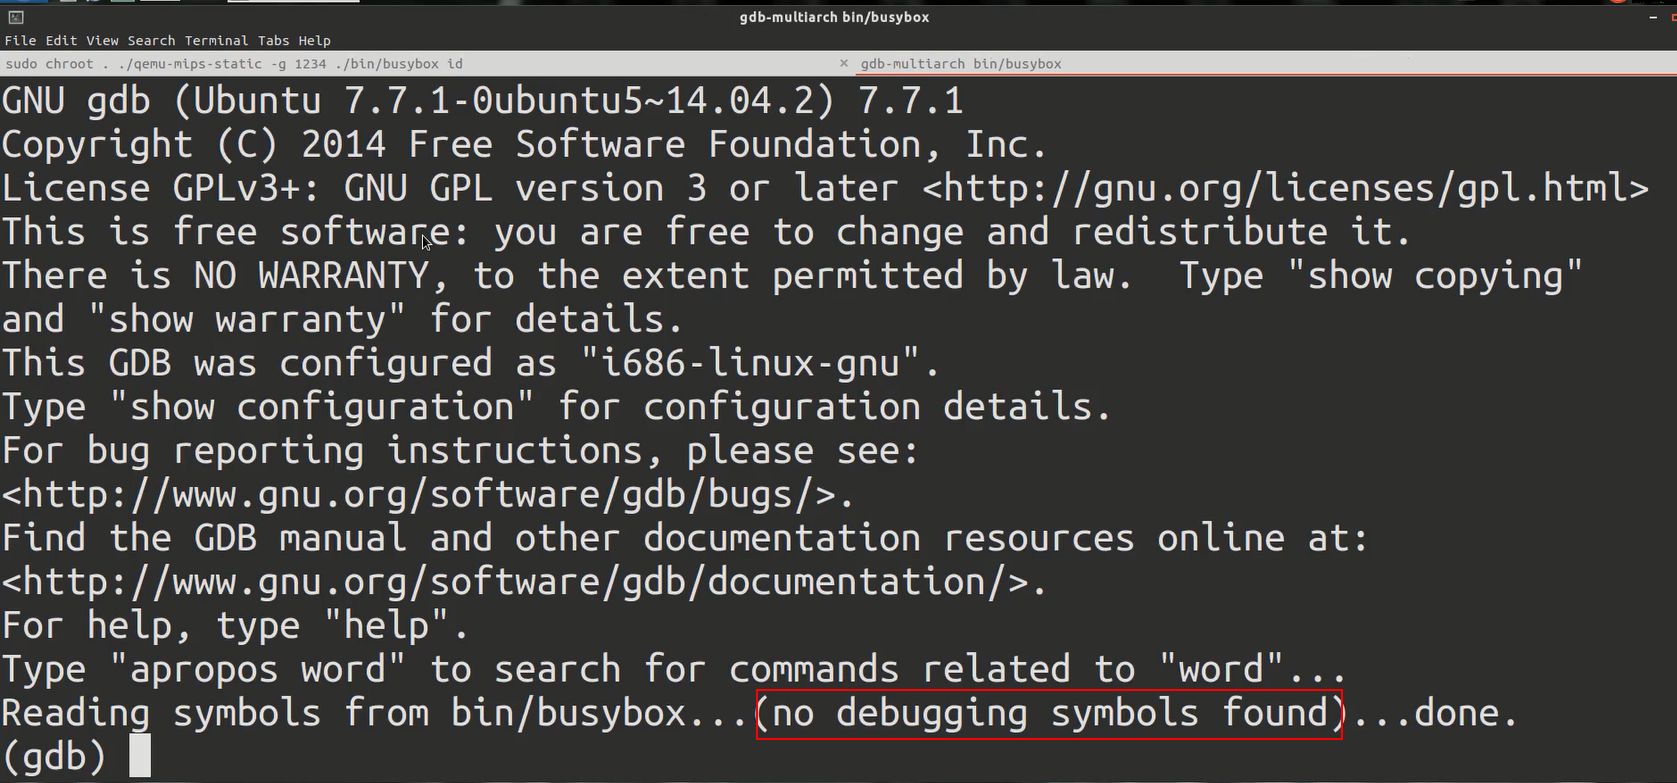 gdb-multiarch bin/busybox
File Edit View Search Terminal Tabs Help
sudo chroot . ./qemu-mips-static -g 1234 ./bin/busybox id × gdb-multiarch bin/busybox
GNU gdb (Ubuntu 7.7.1-0ubuntu5~14.04.2) 7.7.1
Copyright (C) 2014 Free Software Foundation, Inc.
License GPLv3+: GNU GPL version 3 or later <http://gnu.org/licenses/gpl.html>
This is free software: you are free to change and redistribute it.
There is NO WARRANTY, to the extent permitted by law.  Type "show copying"
and "show warranty" for details.
This GDB was configured as "i686-linux-gnu".
Type "show configuration" for configuration details.
For bug reporting instructions, please see:
<http://www.gnu.org/software/gdb/bugs/>.
Find the GDB manual and other documentation resources online at:
<http://www.gnu.org/software/gdb/documentation/>.
For help, type "help".
Type "apropos word" to search for commands related to "word"...
Reading symbols from bin/busybox...(no debugging symbols found)...done.
(gdb)